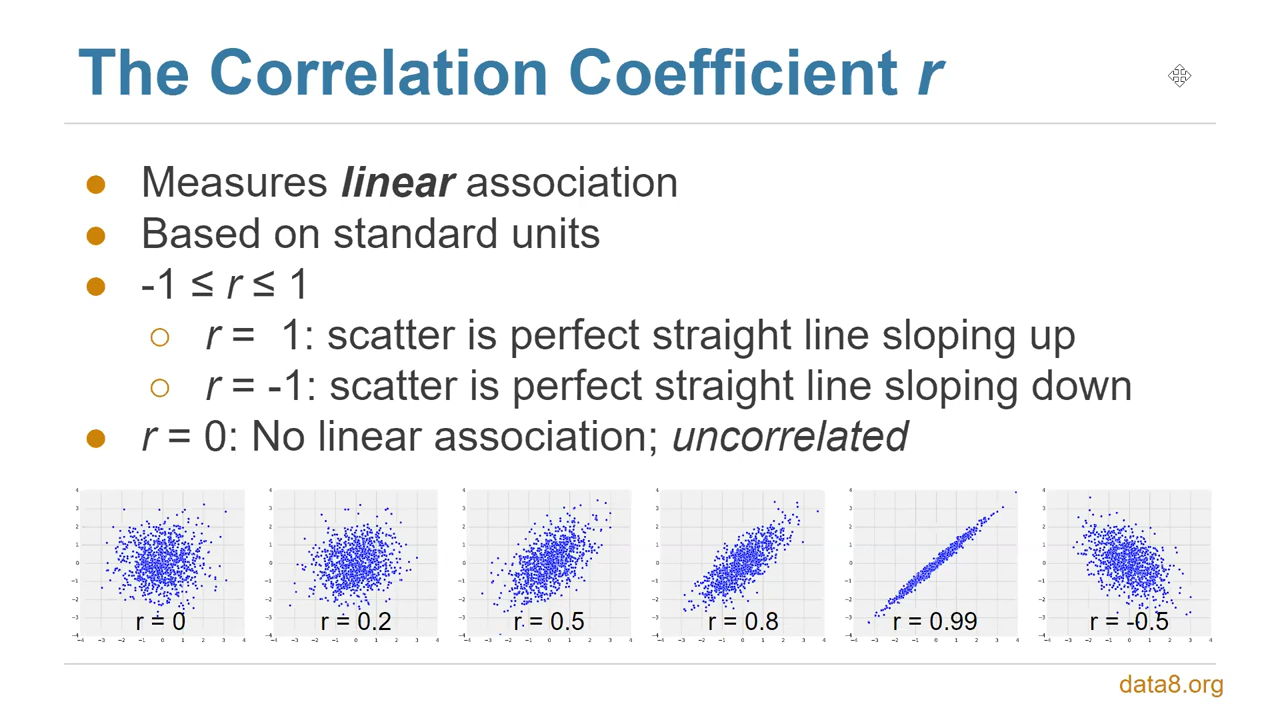 The Correlation Coefficient r
● Measures linear association
● Based on standard units
● -1 ≤ r ≤ 1
○ r =  1: scatter is perfect straight line sloping up
○ r = -1: scatter is perfect straight line sloping down
● r = 0: No linear association; uncorrelated
r = 0
r = 0.2
r = 0.5
r = 0.8
r = 0.99
r = -0.5
data8.org